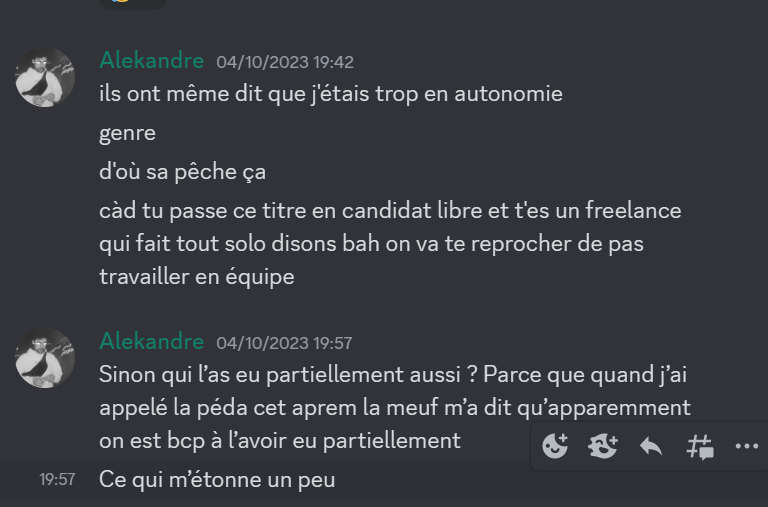 Alekandre 04/10/2023 19:42
ils ont même dit que j'étais trop en autonomie
genre
d'où sa pêche ça
càd tu passe ce titre en candidat libre et t'es un freelance
qui fait tout solo disons bah on va te reprocher de pas
travailler en équipe
Alekandre 04/10/2023 19:57
Sinon qui l’as eu partiellement aussi ? Parce que quand j’ai
appelé la péda cet aprem la meuf m’a dit qu’apparemment
on est bcp à l’avoir eu partiellement
19:57 Ce qui m’étonne un peu